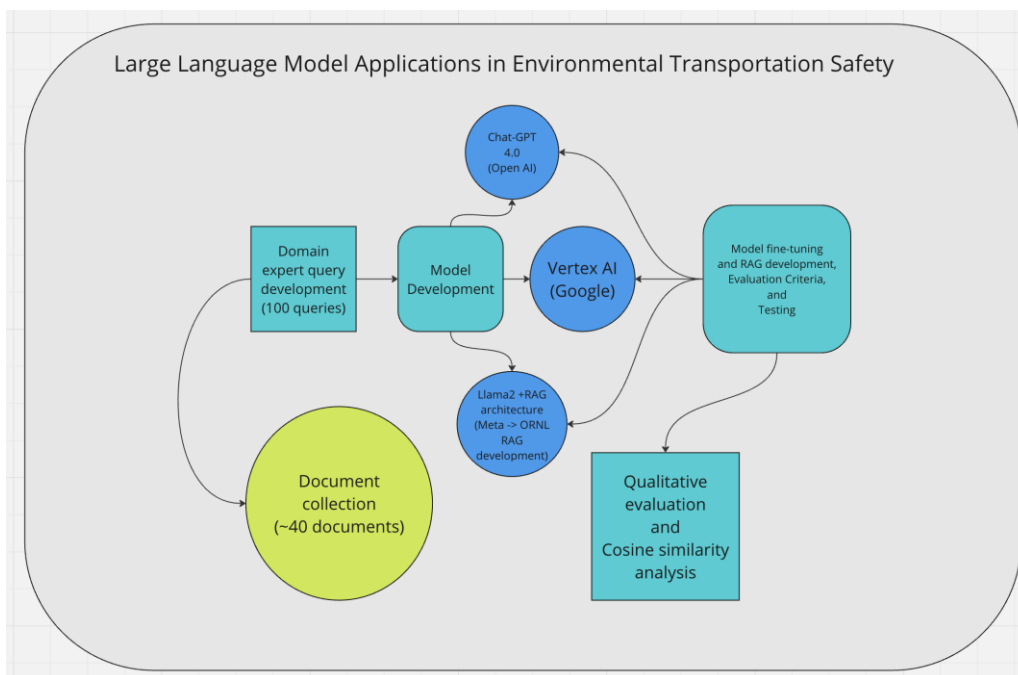 Large Language Model Applications in Environmental Transportation Safety
Chat-GPT
4.0
(Open AI)
Domain
expert query
development
(100 queries)
Model
Development
Vertex AI
(Google)
Model fine-tuning
and RAG development,
Evaluation Criteria,
and
Testing
Llama2 +RAG
architecture
(Meta -> ORNL
RAG
development)
Document
collection
(~40 documents)
Qualitative
evaluation
and
Cosine similarity
analysis